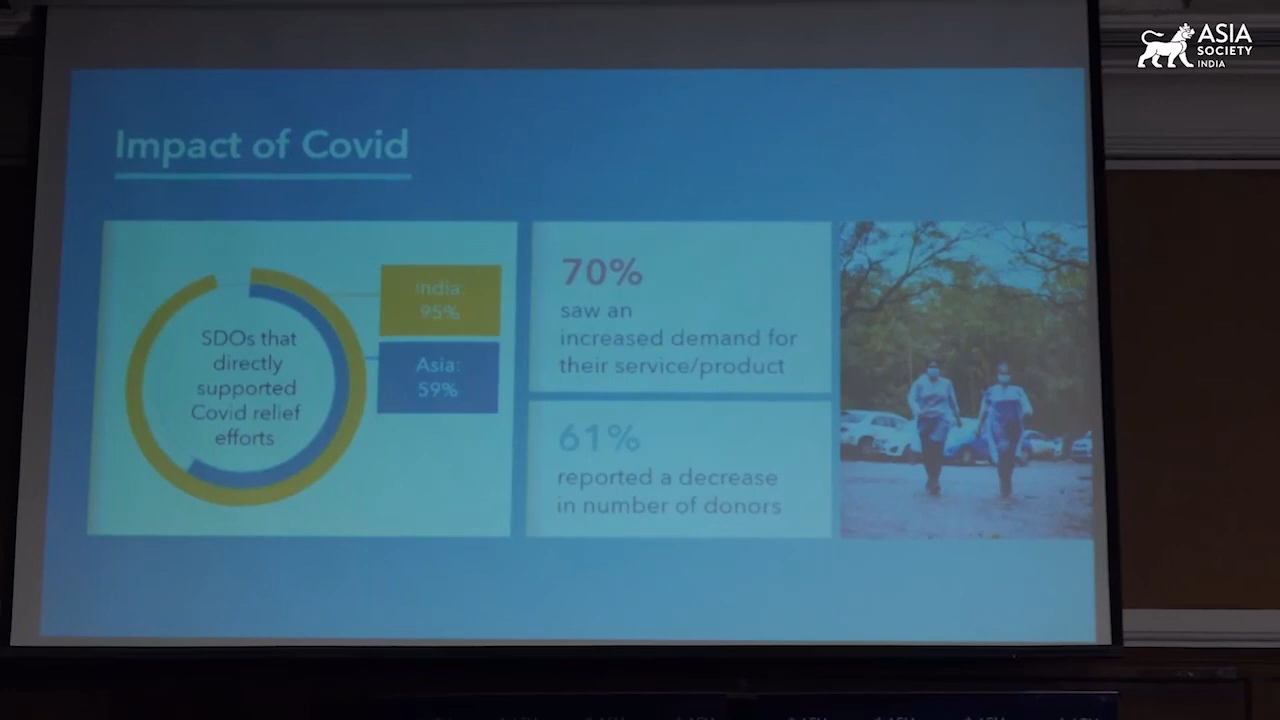 ASIA
SOCIETY
INDIA
Impact of Covid
SDOs that
directly
supported
Covid relief
efforts
India:
95%
Asia:
59%
70%
saw an
increased demand for
their service/product
61%
reported a decrease
in number of donors